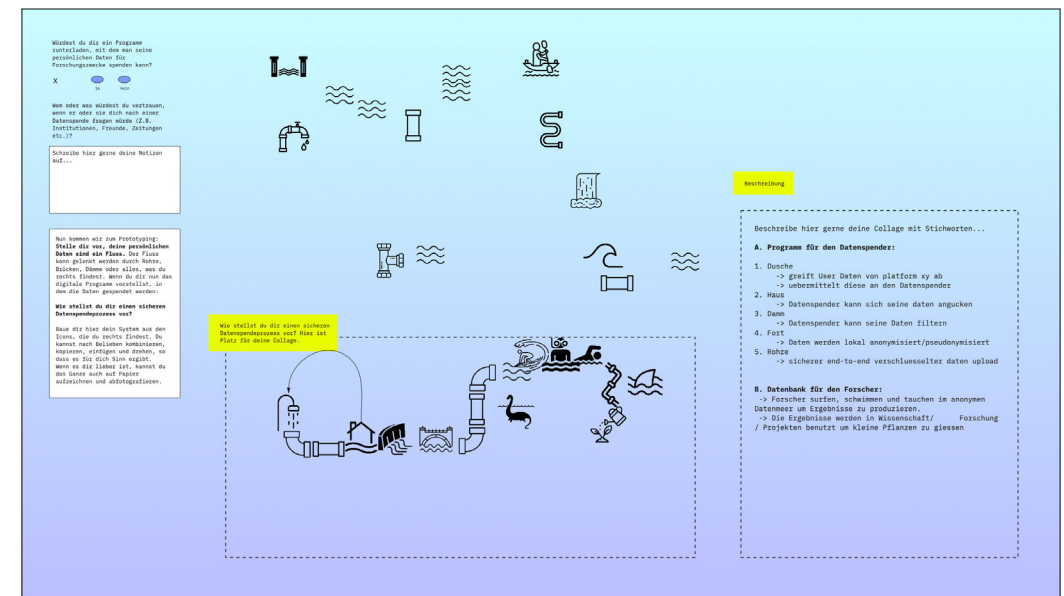 Würdest du dir ein Programm
runterladen, mit dem man seine
persönlichen Daten für
Forschungszwecke spenden kann?
X
ja
nein
Wem oder was würdest du vertrauen,
wenn er oder sie dich nach einer
Datenspende fragen würde (Z.B.
Institutionen, Freunde, Zeitungen
etc.)?
Schreibe hier gerne deine Notizen
auf...
Nun kommen wir zum Prototyping:
Stelle dir vor, deine persönlichen
Daten sind ein Fluss. Der Fluss
kann gelenkt werden durch Rohre,
Brücken, Dämme oder alles, was du
rechts findest. Wenn du dir nun das
digitale Programm vorstellst, in
dem die Daten gespendet werden:
Wie stellst du dir einen sicheren
Datenspendeprozess vor?
Baue dir hier dein System aus den
Icons, die du rechts findest. Du
kannst nach Belieben kombinieren,
kopieren, einfügen und drehen, so
dass es für dich Sinn ergibt.
Wenn es dir lieber ist, kannst du
das Ganze auch auf Papier
aufzeichnen und abfotografieren.
Wie stellst du dir einen sicheren
Datenspendeprozess vor? Hier ist
Platz für deine Collage.
Beschreibung
Beschreibe hier gerne deine Collage mit Stichworten...
A. Programm für den Datenspender:
1. Dusche
-> greift User Daten von platform xy ab
-> uebermittelt diese an den Datenspender
2. Haus
-> Datenspender kann sich seine daten angucken
3. Damm
-> Datenspender kann seine Daten filtern
4. Fort
-> Daten werden lokal anonymisiert/pseudonymisiert
5. Rohre
-> sicherer end-to-end verschluesselter daten upload
B. Datenbank für den Forscher:
-> Forscher surfen, schwimmen und tauchen im anonymen
Datenmeer um Ergebnisse zu produzieren.
-> Die Ergebnisse werden in Wissenschaft/ Forschung
/ Projekten benutzt um kleine Pflanzen zu giessen